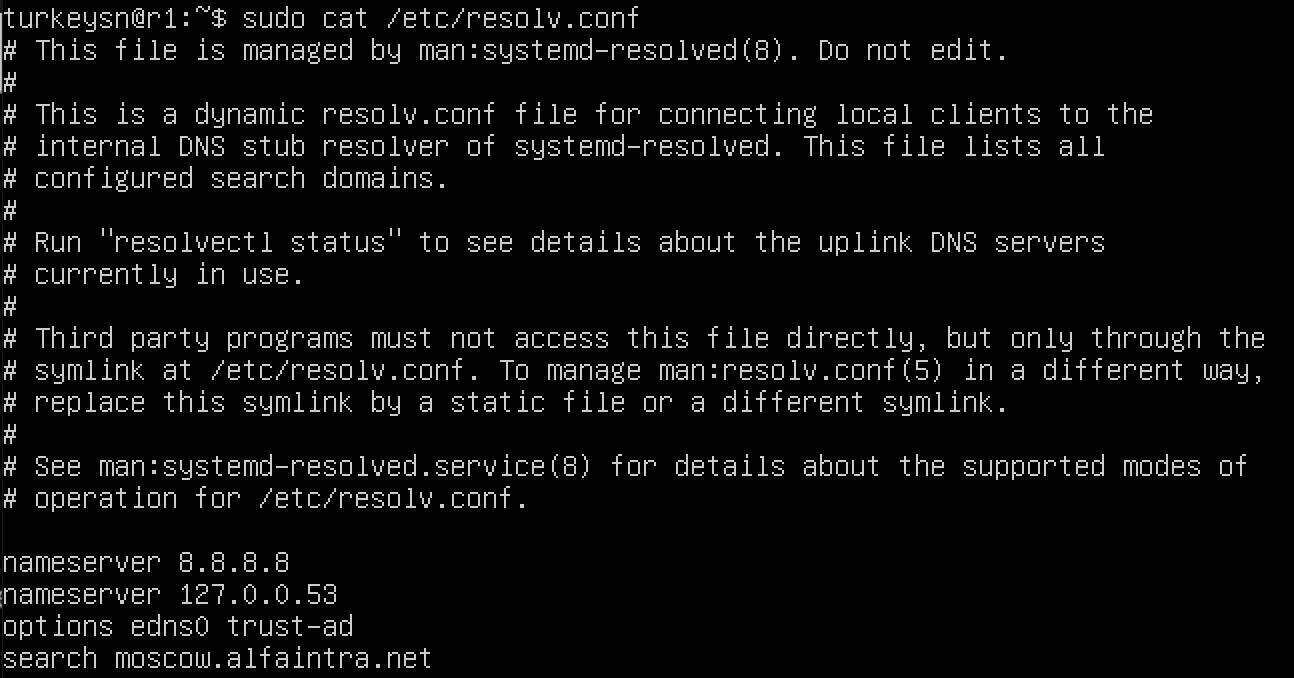 turkeysn@r1:~$ sudo cat /etc/resolv.conf
# This file is managed by man:systemd-resolved(8). Do not edit.
#
# This is a dynamic resolv.conf file for connecting local clients to the
# internal DNS stub resolver of systemd-resolved. This file lists all
# configured search domains.
#
# Run "resolvectl status" to see details about the uplink DNS servers
# currently in use.
#
# Third party programs must not access this file directly, but only through the
# symlink at /etc/resolv.conf. To manage man:resolv.conf(5) in a different way,
# replace this symlink by a static file or a different symlink.
#
# See man:systemd-resolved.service(8) for details about the supported modes of
# operation for /etc/resolv.conf.
nameserver 8.8.8.8
nameserver 127.0.0.53
options edns0 trust-ad
search moscow.alfaintra.net